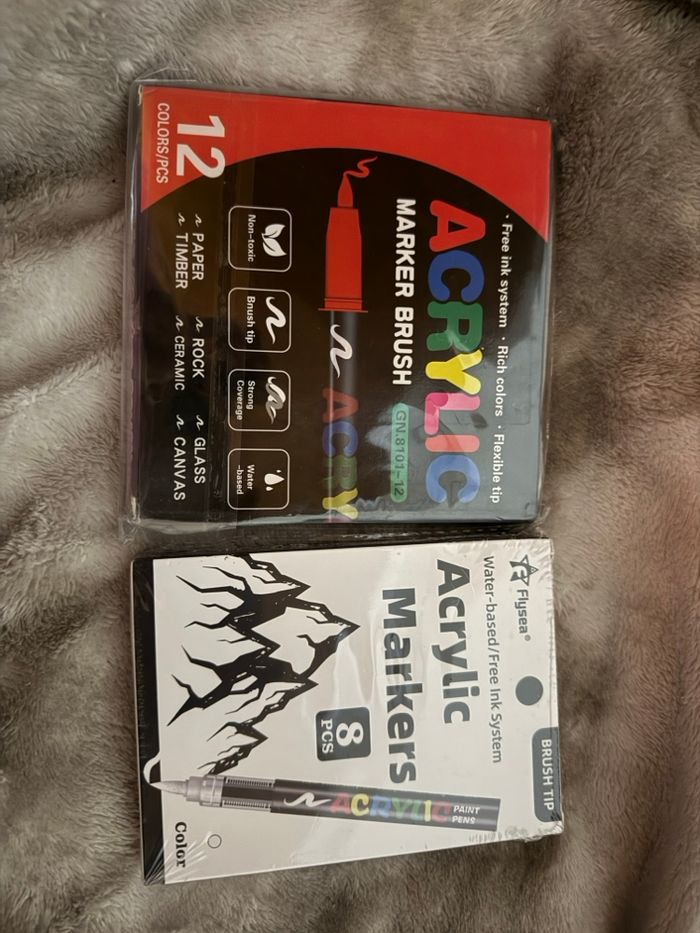 · Free ink system · Rich colors · Flexible tip
ACRYLIC
MARKER BRUSH
GN.8101-12
ACRY
Non-toxic
Bnush tip
Strong
Coverage
Water
-based
12
COLORS/PCS
PAPER
ROCK
GLASS
TIMBER
CERAMIC
CANVAS
Flysea®
BRUSH TIP
Water-based/Free Ink System
Acrylic
Markers
8
PCS
ACRYLIC PAINT
PENS
Color